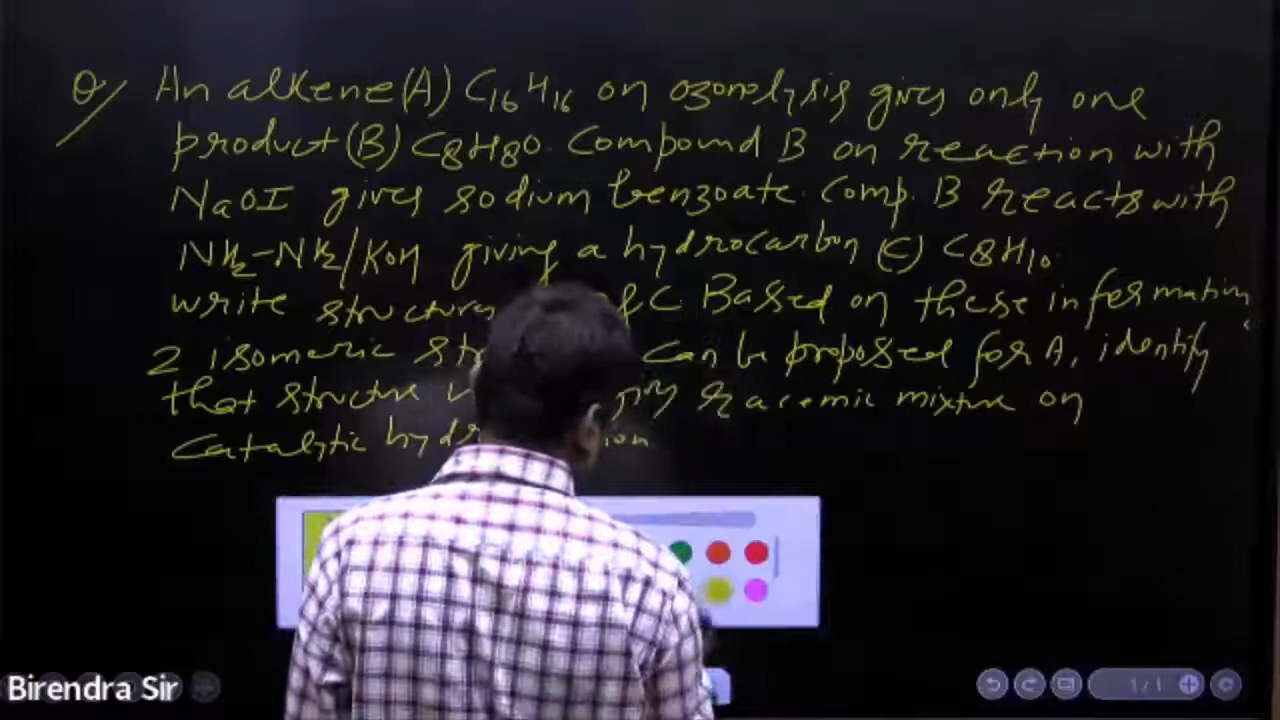 Q/ An alkene(A) C16H16 on ozonolysis gives only one
product (B) C8H8O. Compound B on reaction with
NaOI gives sodium benzoate. Comp. B reacts with
NH2-NH2/KOH giving a hydrocarbon (C) C8H10.
write structures of C. Based on these information
2 isomeric can be proposed for A, identify
that structure racemic mixture on
catalytic
Birendra Sir
1/1